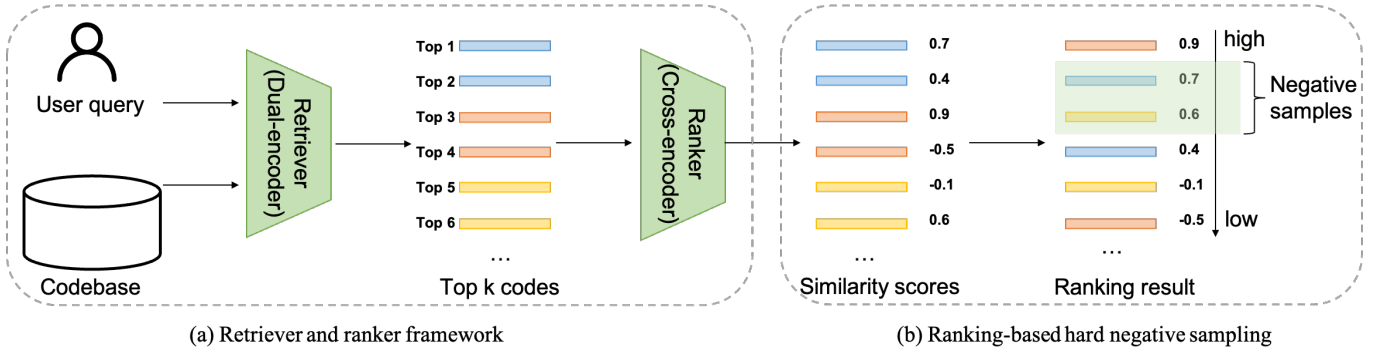 User query
Codebase
Retriever
(Dual-encoder)
Top 1
Top 2
Top 3
Top 4
Top 5
Top 6
...
Top k codes
Ranker
(Cross-encoder)
(a) Retriever and ranker framework
0.7
0.4
0.9
-0.5
-0.1
0.6
...
Similarity scores
0.9
0.7
0.6
0.4
-0.1
-0.5
...
Ranking result
high
Negative
samples
low
(b) Ranking-based hard negative sampling